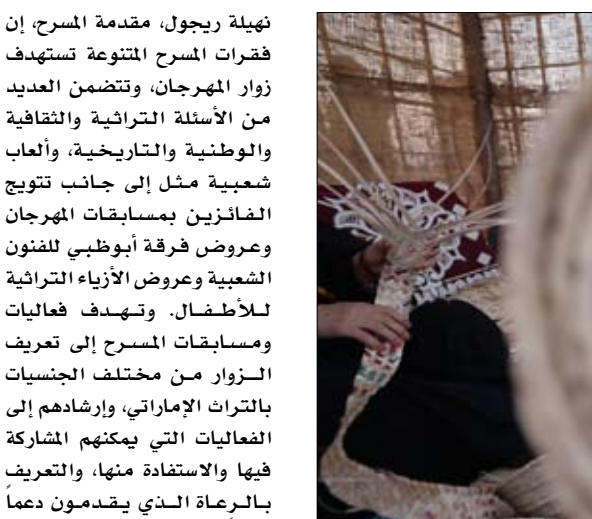 نهيلة ريجول، مقدمة المسرح، إن
فقرات المسرح المتنوعة تستهدف
زوار المهرجان، وتتضمن العديد
من الأسئلة التراثية والثقافية
والوطنية والتاريخية، وألعاب
شعبية مثل إلى جانب تتويج
الفائزين بمسابقات المهرجان
وعروض فرقة أبوظبي للفنون
الشعبية وعروض الأزياء التراثية
للأطفال. وتهدف فعاليات
ومسابقات المسرح إلى تعريف
الزوار من مختلف الجنسيات
بالتراث الإماراتي، وإرشادهم إلى
الفعاليات التي يمكنهم المشاركة
فيها والاستفادة منها، والتعريف
بالرعاة الذي يقدمون دعماً